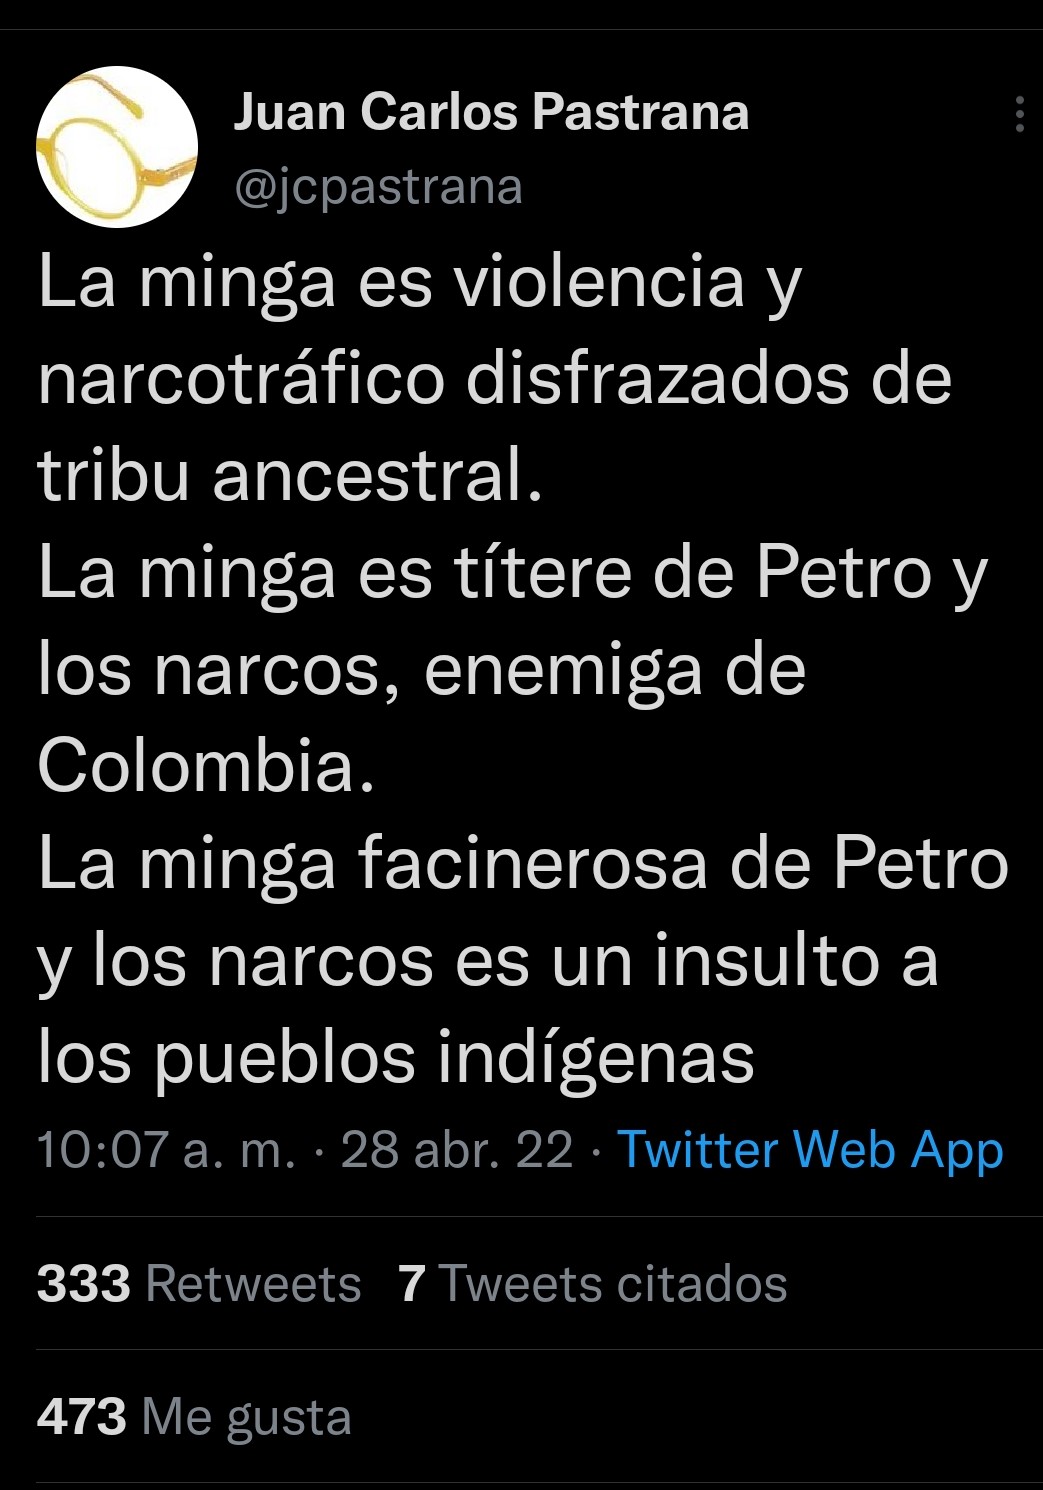 Juan Carlos Pastrana
@jcpastrana
La minga es violencia y
narcotráfico disfrazados de
tribu ancestral.
La minga es títere de Petro y
los narcos, enemiga de
Colombia.
La minga facinerosa de Petro
y los narcos es un insulto a
los pueblos indígenas
10:07 a. m. · 28 abr. 22 · Twitter Web App
333 Retweets 7 Tweets citados
473 Me gusta